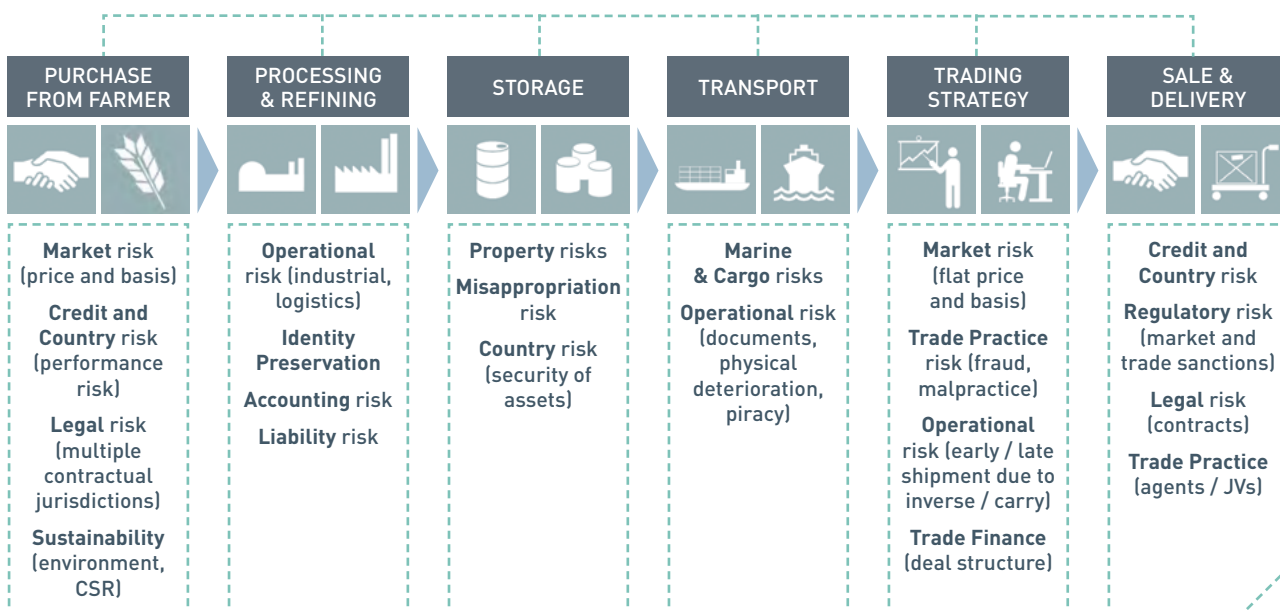 PURCHASE
FROM FARMER
PROCESSING
& REFINING
STORAGE
TRANSPORT
TRADING
STRATEGY
SALE &
DELIVERY
Market risk
(price and basis)
Credit and
Country risk
(performance
risk)
Legal risk
(multiple
contractual
jurisdictions)
Sustainability
(environment,
CSR)
Operational
risk (industrial,
logistics)
Identity
Preservation
Accounting risk
Liability risk
Property risks
Misappropriation
risk
Country risk
(security of
assets)
Marine
& Cargo risks
Operational risk
(documents,
physical
deterioration,
piracy)
Market risk
(flat price
and basis)
Trade Practice
risk (fraud,
malpractice)
Operational
risk (early / late
shipment due to
inverse / carry)
Trade Finance
(deal structure)
Credit and
Country risk
Regulatory risk
(market and
trade sanctions)
Legal risk
(contracts)
Trade Practice
(agents / JVs)